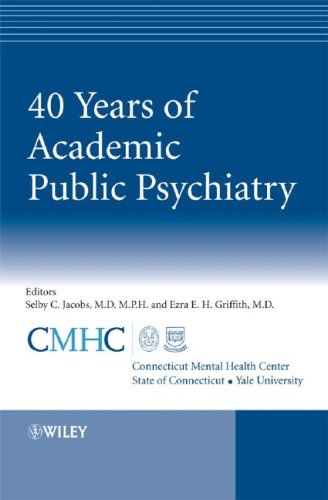 40 Years of
Academic
Public Psychiatry
Editors
Selby C. Jacobs, M.D. M.P.H. and Ezra E. H. Griffith, M.D.
CMHC
Connecticut Mental Health Center
State of Connecticut • Yale University
WILEY